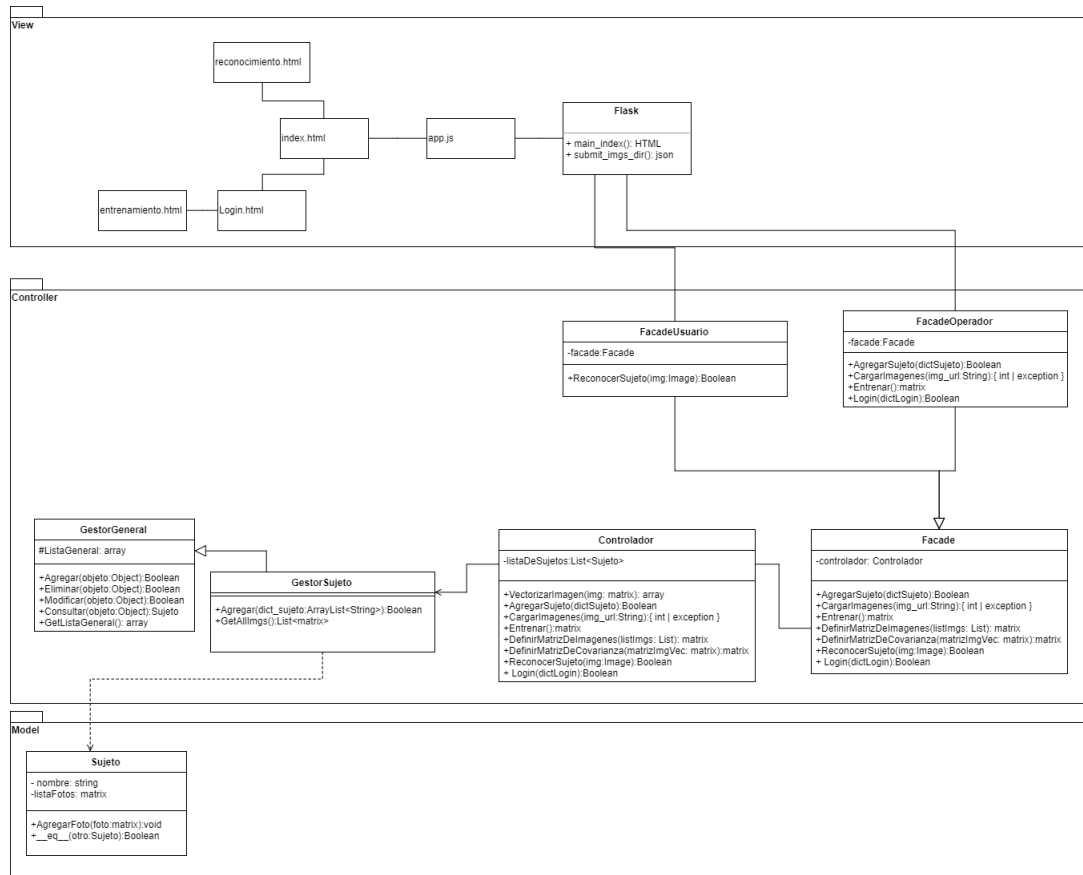 View
reconocimiento.html
index.html
app.js
Flask
+ main_index(): HTML
+ submit_imgs_dir(): json
entrenamiento.html
Login.html
Controller
FacadeUsuario
-facade:Facade
+ReconocerSujeto(img:Image):Boolean
FacadeOperador
-facade:Facade
+AgregarSujeto(dictSujeto):Boolean
+CargarImagenes(img_url:String):{ int | exception }
+Entrenar():matrix
+Login(dictLogin):Boolean
GestorGeneral
#ListaGeneral: array
+Agregar(objeto:Object):Boolean
+Eliminar(objeto:Object):Boolean
+Modificar(objeto:Object):Boolean
+Consultar(objeto:Object):Sujeto
+GetListaGeneral(): array
GestorSujeto
+Agregar(dict_sujeto:ArrayList<String>):Boolean
+GetAllImgs():List<matrix>
Controlador
-listaDeSujetos:List<Sujeto>
+VectorizarImagen(img: matrix): array
+AgregarSujeto(dictSujeto):Boolean
+CargarImagenes(img_url:String):{ int | exception }
+Entrenar():matrix
+DefinirMatrizDeImagenes(listImgs: List): matrix
+DefinirMatrizDeCovarianza(matrizImgVec: matrix):matrix
+ReconocerSujeto(img:Image):Boolean
+ Login(dictLogin):Boolean
Facade
-controlador: Controlador
+AgregarSujeto(dictSujeto):Boolean
+CargarImagenes(img_url:String):{ int | exception }
+Entrenar():matrix
+DefinirMatrizDeImagenes(listImgs: List): matrix
+DefinirMatrizDeCovarianza(matrizImgVec: matrix):matrix
+ReconocerSujeto(img:Image):Boolean
+ Login(dictLogin):Boolean
Model
Sujeto
- nombre: string
-listaFotos: matrix
+AgregarFoto(foto:matrix):void
+__eq__(otro:Sujeto):Boolean